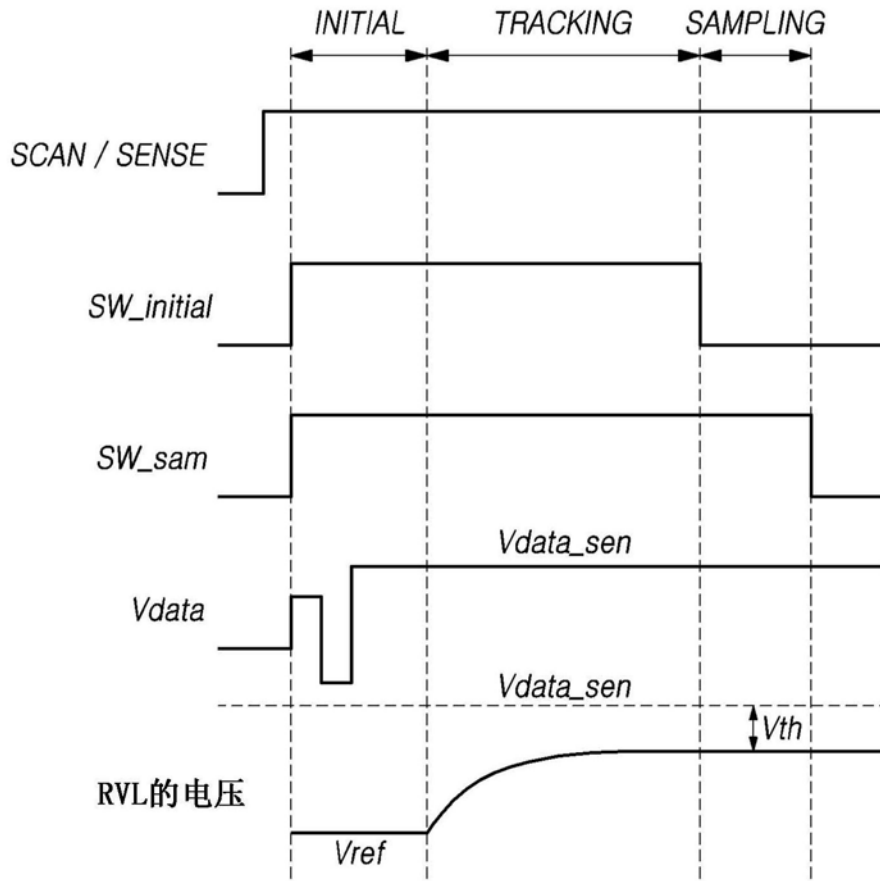 INITIAL TRACKING SAMPLING
SCAN / SENSE
SW_initial
SW_sam
Vdata_sen
Vdata
Vdata_sen
Vth
RVL的电压
Vref